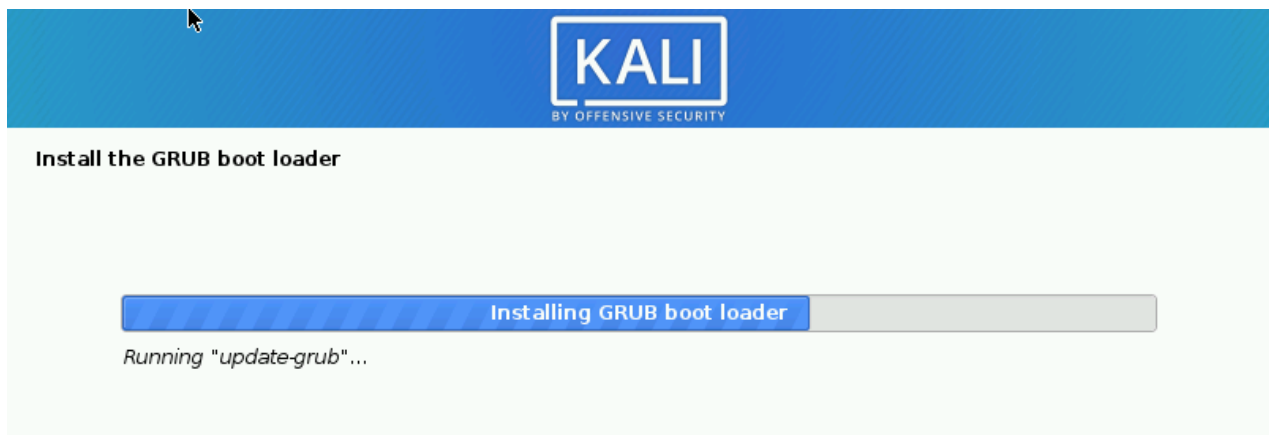 KALI
BY OFFENSIVE SECURITY
Install the GRUB boot loader
Installing GRUB boot loader
Running "update-grub"...